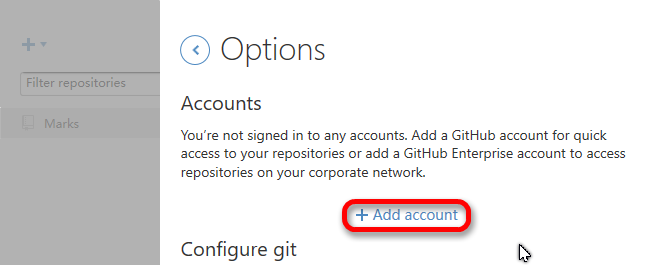 Options
Filter repositories
Accounts
Marks
You're not signed in to any accounts. Add a GitHub account for quick
access to your repositories or add a GitHub Enterprise account to access
repositories on your corporate network.
+ Add account
Configure git